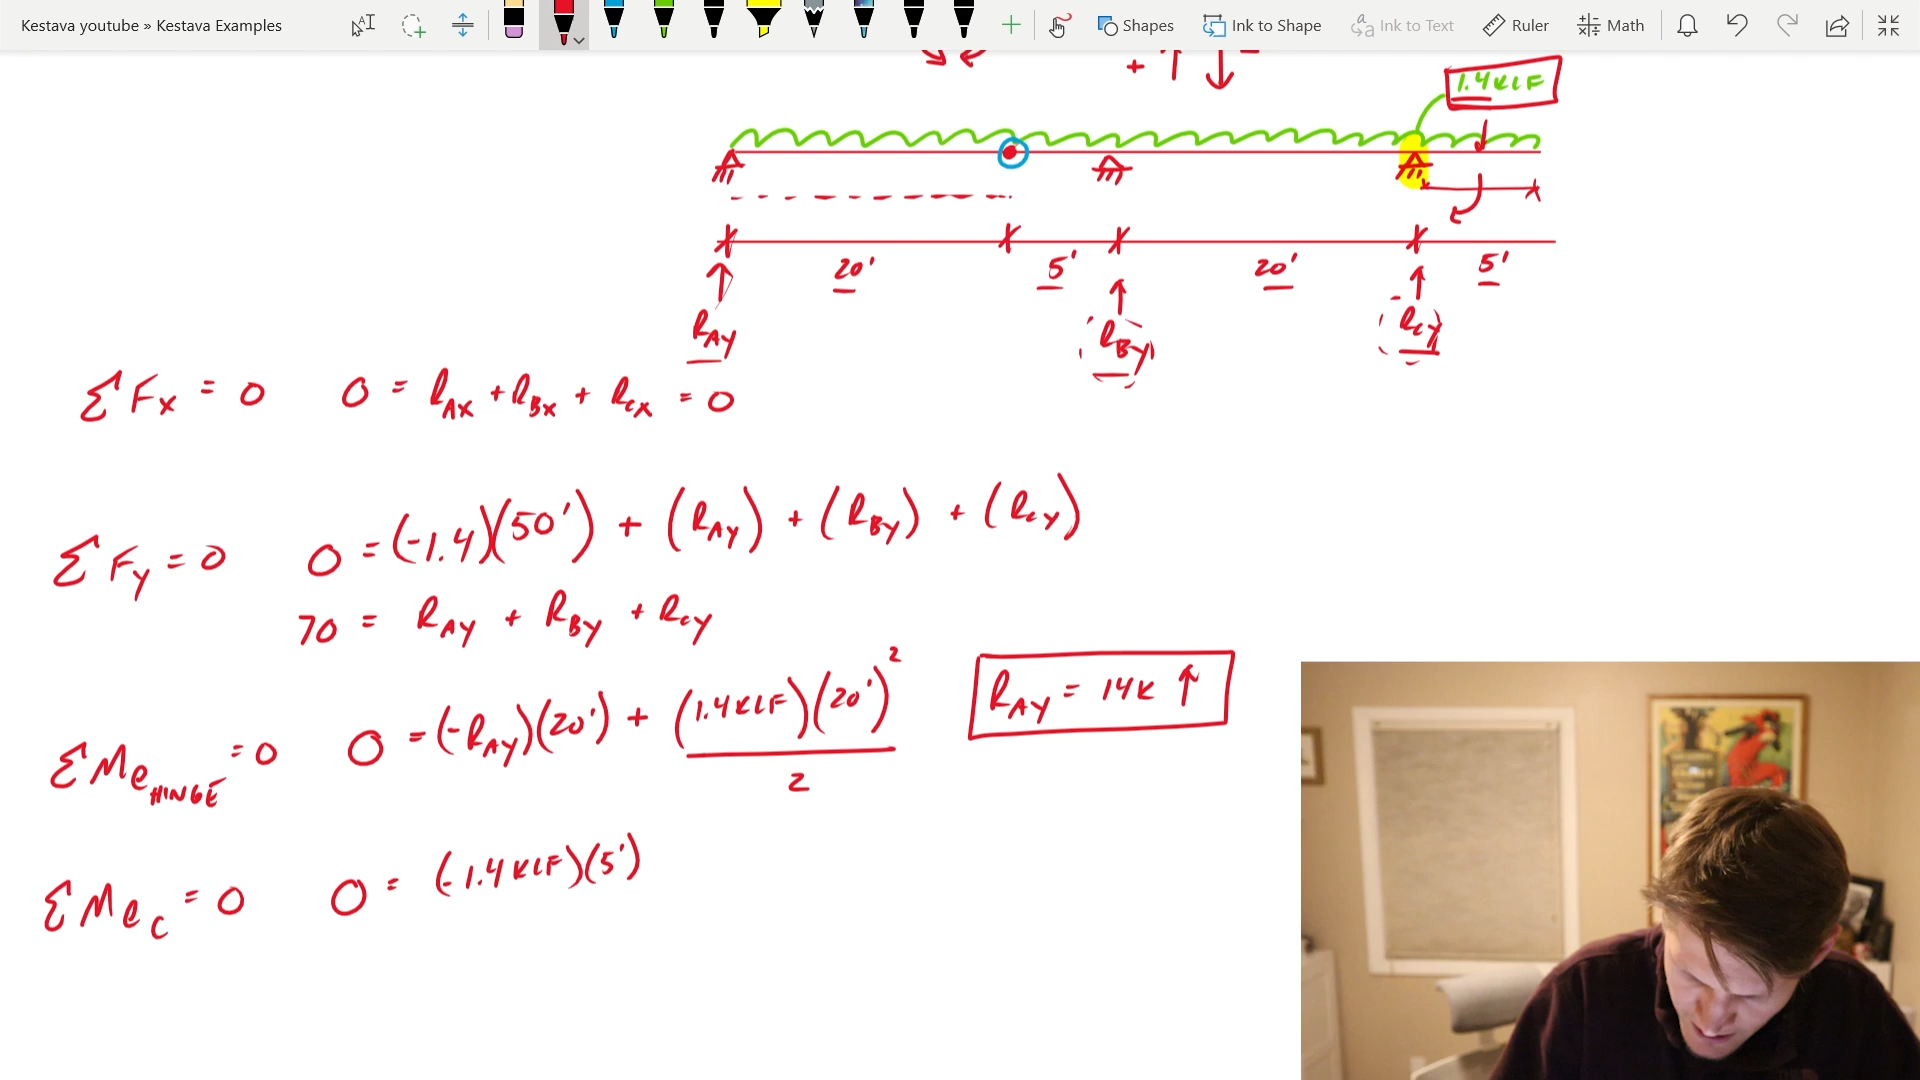 Kestava youtube » Kestava Examples
Shapes
Ink to Shape
Ink to Text
Ruler
Math
1.4KLF
20' 5' 20' 5'
RAY RBY RCY
ΣFx = 0 0 = RAX + RBX + RCX = 0
ΣFy = 0 0 = (-1.4)(50') + (RAY) + (RBY) + (RCY)
70 = RAY + RBY + RCY
ΣM@HINGE = 0 0 = (-RAY)(20') + (1.4KLF)(20')²
2
RAY = 14K ↑
ΣM@C = 0 0 = (-1.4KLF)(5')